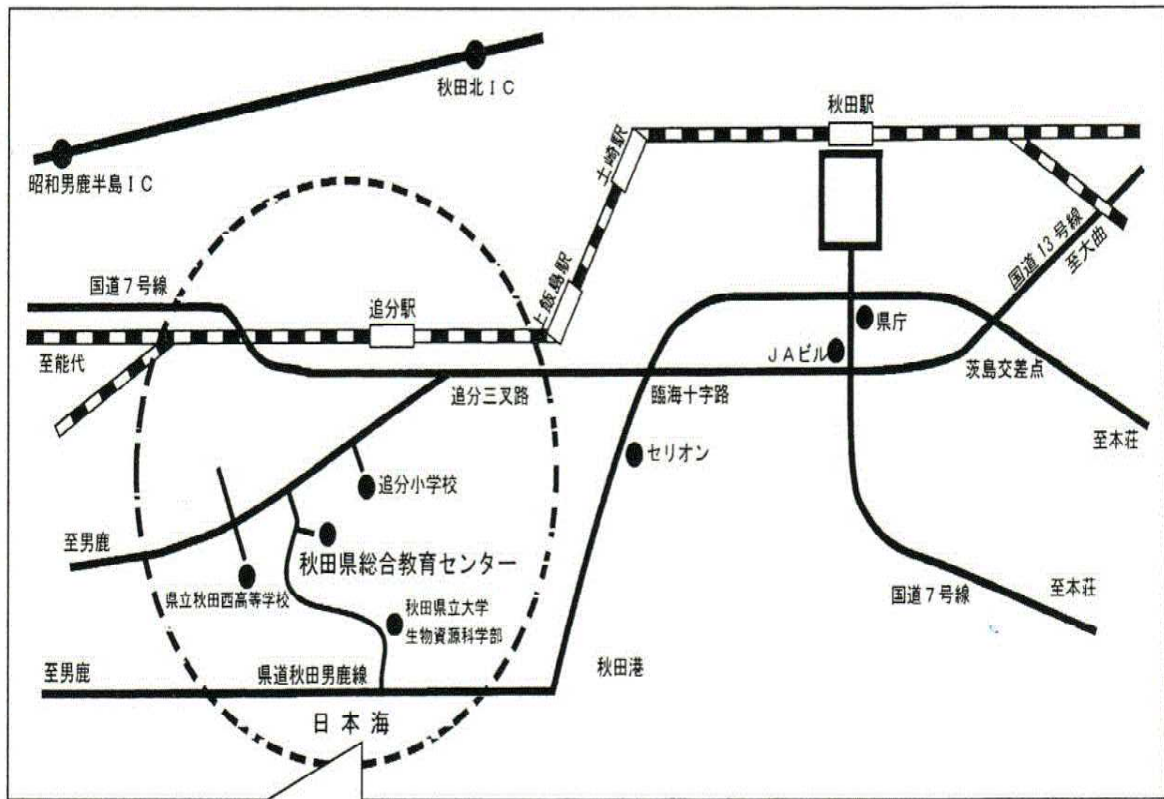 秋田北ＩＣ
昭和男鹿半島ＩＣ
秋田駅
土崎駅
上飯島駅
国道13号線
至大曲
国道７号線
追分駅
県庁
ＪＡビル
至能代
追分三叉路
臨海十字路
茨島交差点
至本荘
セリオン
追分小学校
至男鹿
秋田県総合教育センター
県立秋田西高等学校
秋田県立大学
生物資源科学部
国道７号線
至本荘
至男鹿
県道秋田男鹿線
秋田港
日本海